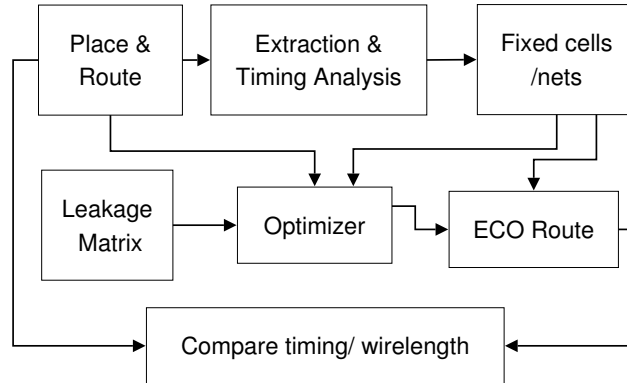 Place &
Route
Extraction &
Timing Analysis
Fixed cells
/nets
Leakage
Matrix
Optimizer
ECO Route
Compare timing/ wirelength